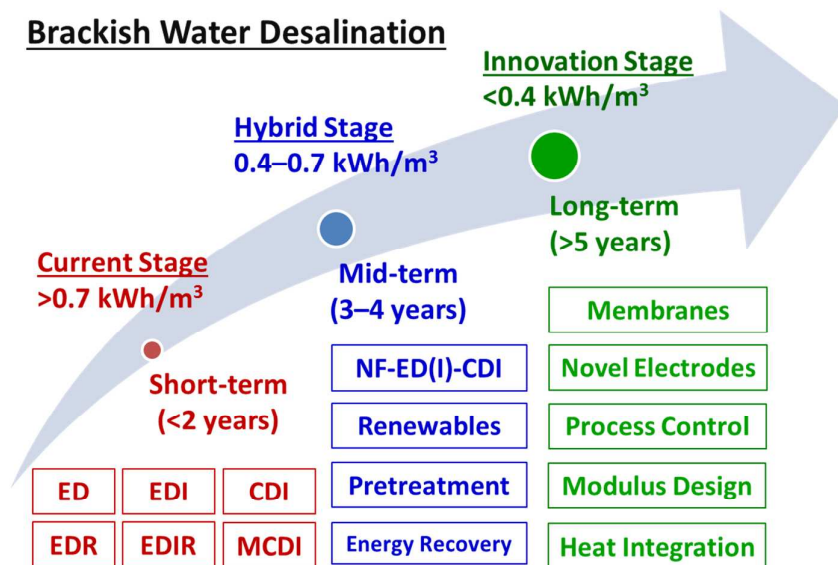 Brackish Water Desalination
Innovation Stage
<0.4 kWh/m³
Hybrid Stage
0.4–0.7 kWh/m³
Current Stage
>0.7 kWh/m³
Long-term
(>5 years)
Mid-term
(3–4 years)
Short-term
(<2 years)
ED
EDI
CDI
EDR
EDIR
MCDI
NF-ED(I)-CDI
Renewables
Pretreatment
Energy Recovery
Membranes
Novel Electrodes
Process Control
Modulus Design
Heat Integration